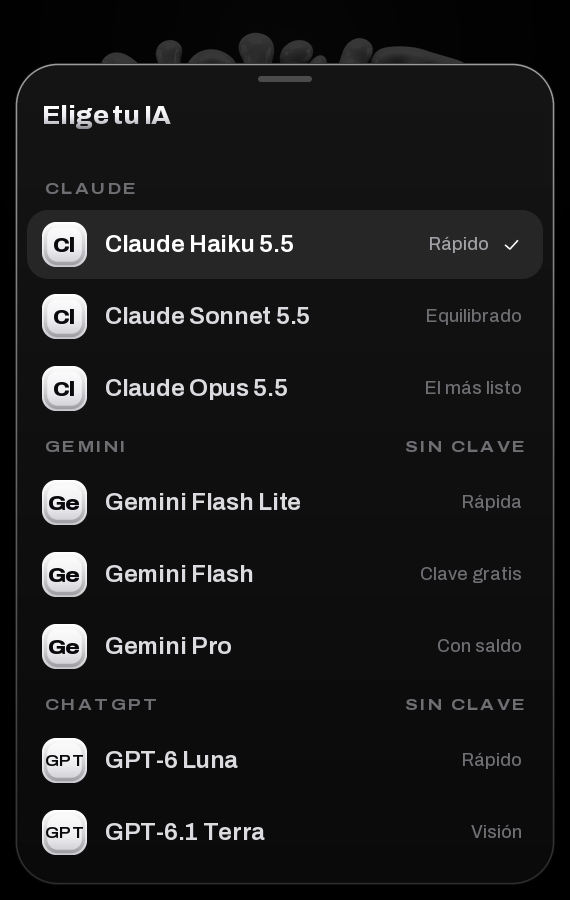 Elige tu IA
CLAUDE
Cl Claude Haiku 5.5 Rápido
Cl Claude Sonnet 5.5 Equilibrado
Cl Claude Opus 5.5 El más listo
GEMINI SIN CLAVE
Ge Gemini Flash Lite Rápida
Ge Gemini Flash Clave gratis
Ge Gemini Pro Con saldo
CHATGPT SIN CLAVE
GPT GPT-6 Luna Rápido
GPT GPT-6.1 Terra Visión